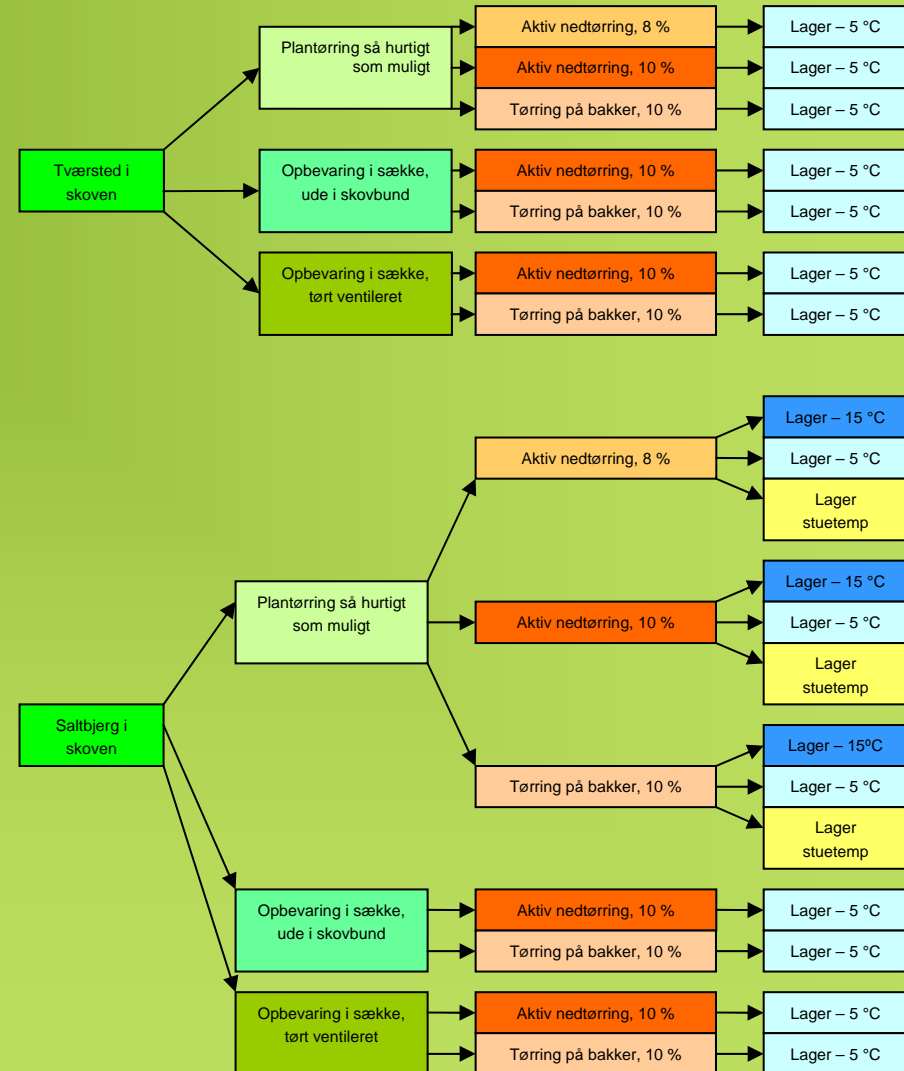 Tværsted i
skoven
Plantørring så hurtigt
som muligt
Aktiv nedtørring, 8 %
Lager – 5 °C
Aktiv nedtørring, 10 %
Lager – 5 °C
Tørring på bakker, 10 %
Lager – 5 °C
Opbevaring i sække,
ude i skovbund
Aktiv nedtørring, 10 %
Lager – 5 °C
Tørring på bakker, 10 %
Lager – 5 °C
Opbevaring i sække,
tørt ventileret
Aktiv nedtørring, 10 %
Lager – 5 °C
Tørring på bakker, 10 %
Lager – 5 °C
Saltbjerg i
skoven
Plantørring så hurtigt
som muligt
Aktiv nedtørring, 8 %
Lager – 15 °C
Lager – 5 °C
Lager
stuetemp
Aktiv nedtørring, 10 %
Lager – 15 °C
Lager – 5 °C
Lager
stuetemp
Tørring på bakker, 10 %
Lager – 15ºC
Lager – 5 °C
Lager
stuetemp
Opbevaring i sække,
ude i skovbund
Aktiv nedtørring, 10 %
Lager – 5 °C
Tørring på bakker, 10 %
Lager – 5 °C
Opbevaring i sække,
tørt ventileret
Aktiv nedtørring, 10 %
Lager – 5 °C
Tørring på bakker, 10 %
Lager – 5 °C